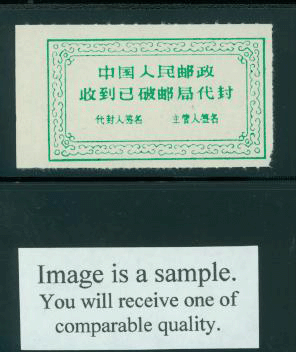 中国人民邮政
收到已破邮局代封
代封人签名 主管人签名
Image is a sample.
You will receive one of
comparable quality.